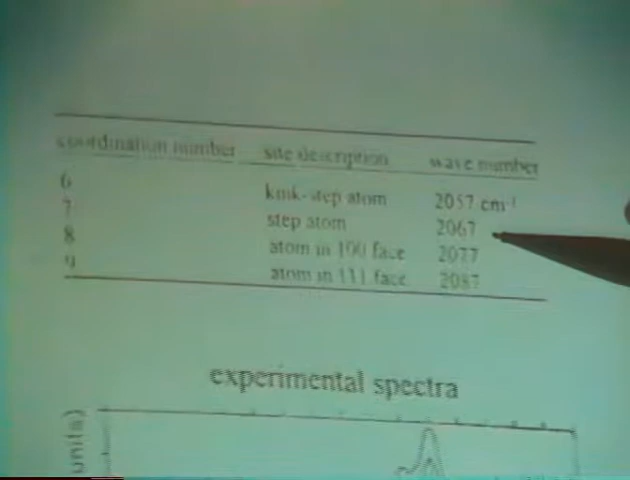 coordination number site description wave number
6 kink-step atom 2057 cm-1
7 step atom 2067
8 atom in 100 face 2077
9 atom in 111 face 2087
experimental spectra
units)